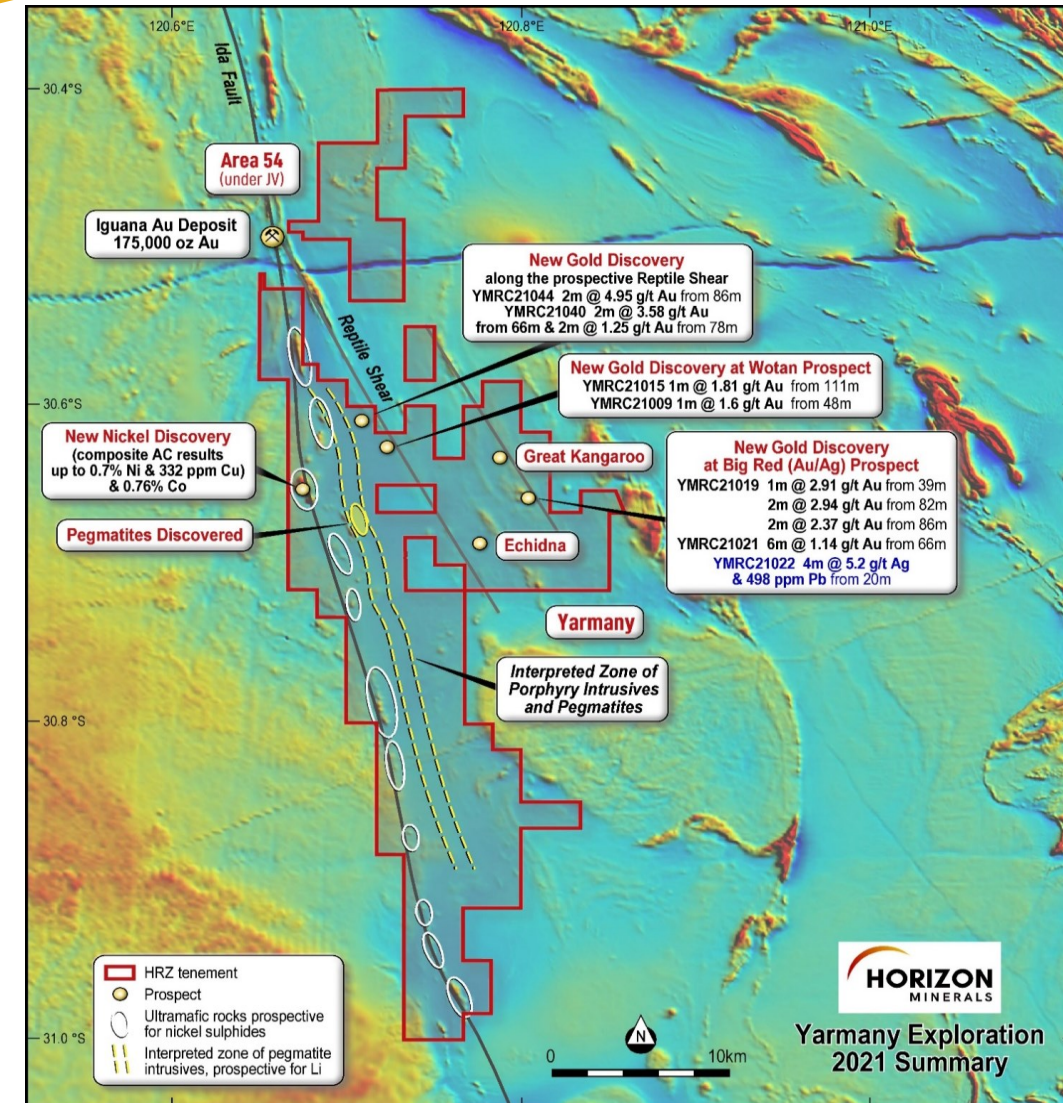 120.6°E
120.8°E
121.0°E
Ida Fault
30.4°S
Area 54
(under JV)
Iguana Au Deposit
175,000 oz Au
New Gold Discovery
along the prospective Reptile Shear
YMRC21044 2m @ 4.95 g/t Au from 86m
YMRC21040 2m @ 3.58 g/t Au
from 66m & 2m @ 1.25 g/t Au from 78m
Reptile Shear
New Gold Discovery at Wotan Prospect
YMRC21015 1m @ 1.81 g/t Au from 111m
YMRC21009 1m @ 1.6 g/t Au from 48m
30.6°S
New Nickel Discovery
(composite AC results
up to 0.7% Ni & 332 ppm Cu)
& 0.76% Co
Great Kangaroo
New Gold Discovery
at Big Red (Au/Ag) Prospect
YMRC21019 1m @ 2.91 g/t Au from 39m
2m @ 2.94 g/t Au from 82m
2m @ 2.37 g/t Au from 86m
YMRC21021 6m @ 1.14 g/t Au from 66m
YMRC21022 4m @ 5.2 g/t Ag
& 498 ppm Pb from 20m
Pegmatites Discovered
Echidna
Yarmany
Interpreted Zone of
Porphyry Intrusives
and Pegmatites
30.8°S
HRZ tenement
Prospect
Ultramafic rocks prospective
for nickel sulphides
Interpreted zone of pegmatite
intrusives, prospective for Li
31.0 °S
N
0 10km
HORIZON
MINERALS
Yarmany Exploration
2021 Summary